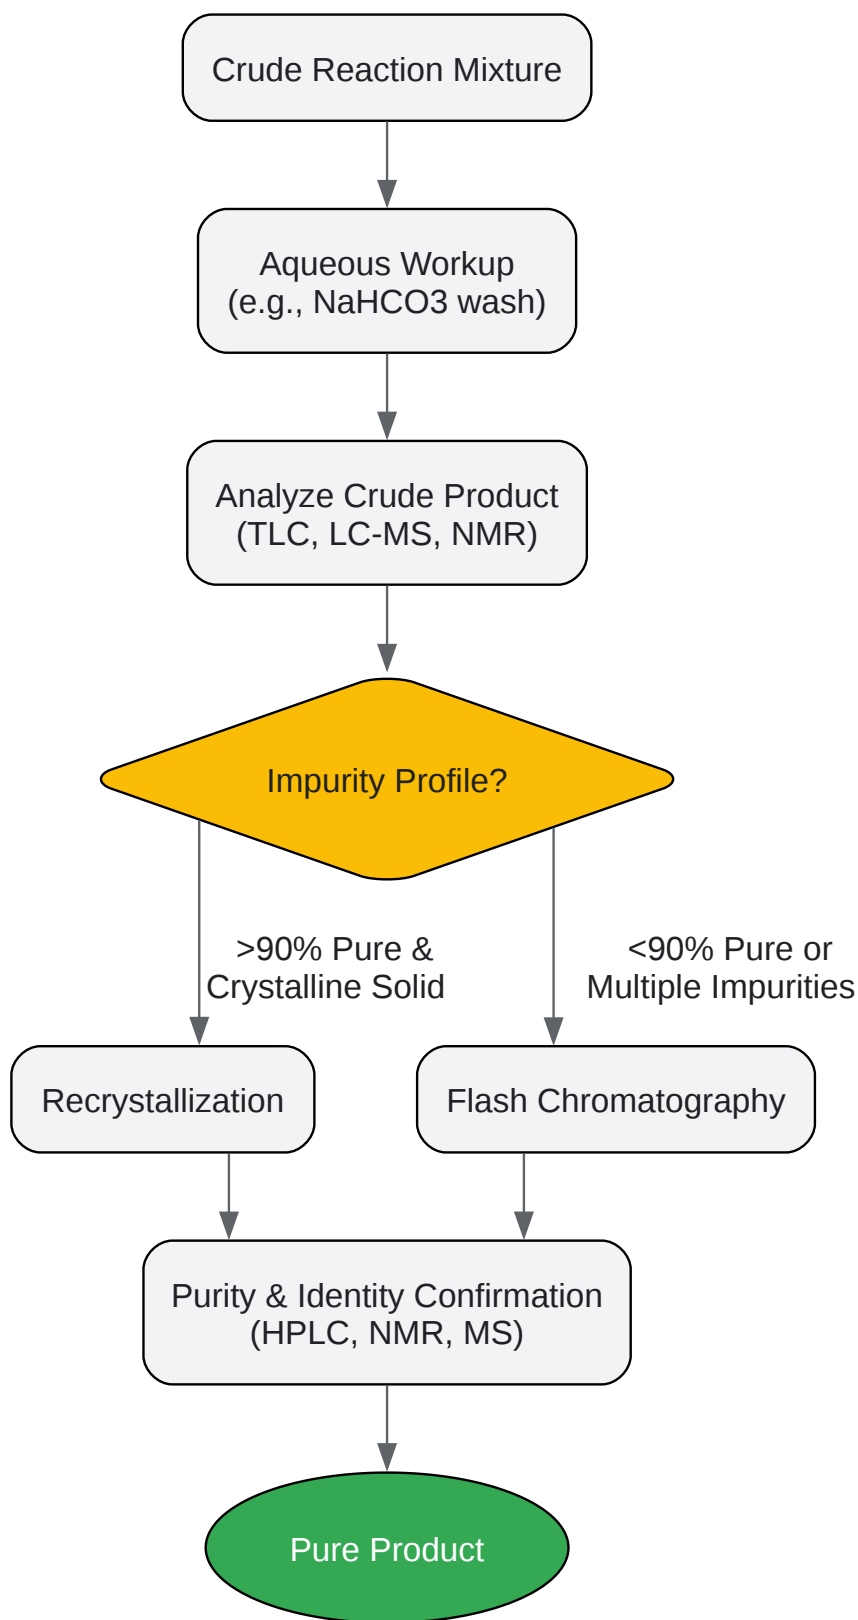 Crude Reaction Mixture
Aqueous Workup
(e.g., NaHCO3 wash)
Analyze Crude Product
(TLC, LC-MS, NMR)
Impurity Profile?
>90% Pure &
Crystalline Solid
<90% Pure or
Multiple Impurities
Recrystallization
Flash Chromatography
Purity & Identity Confirmation
(HPLC, NMR, MS)
Pure Product